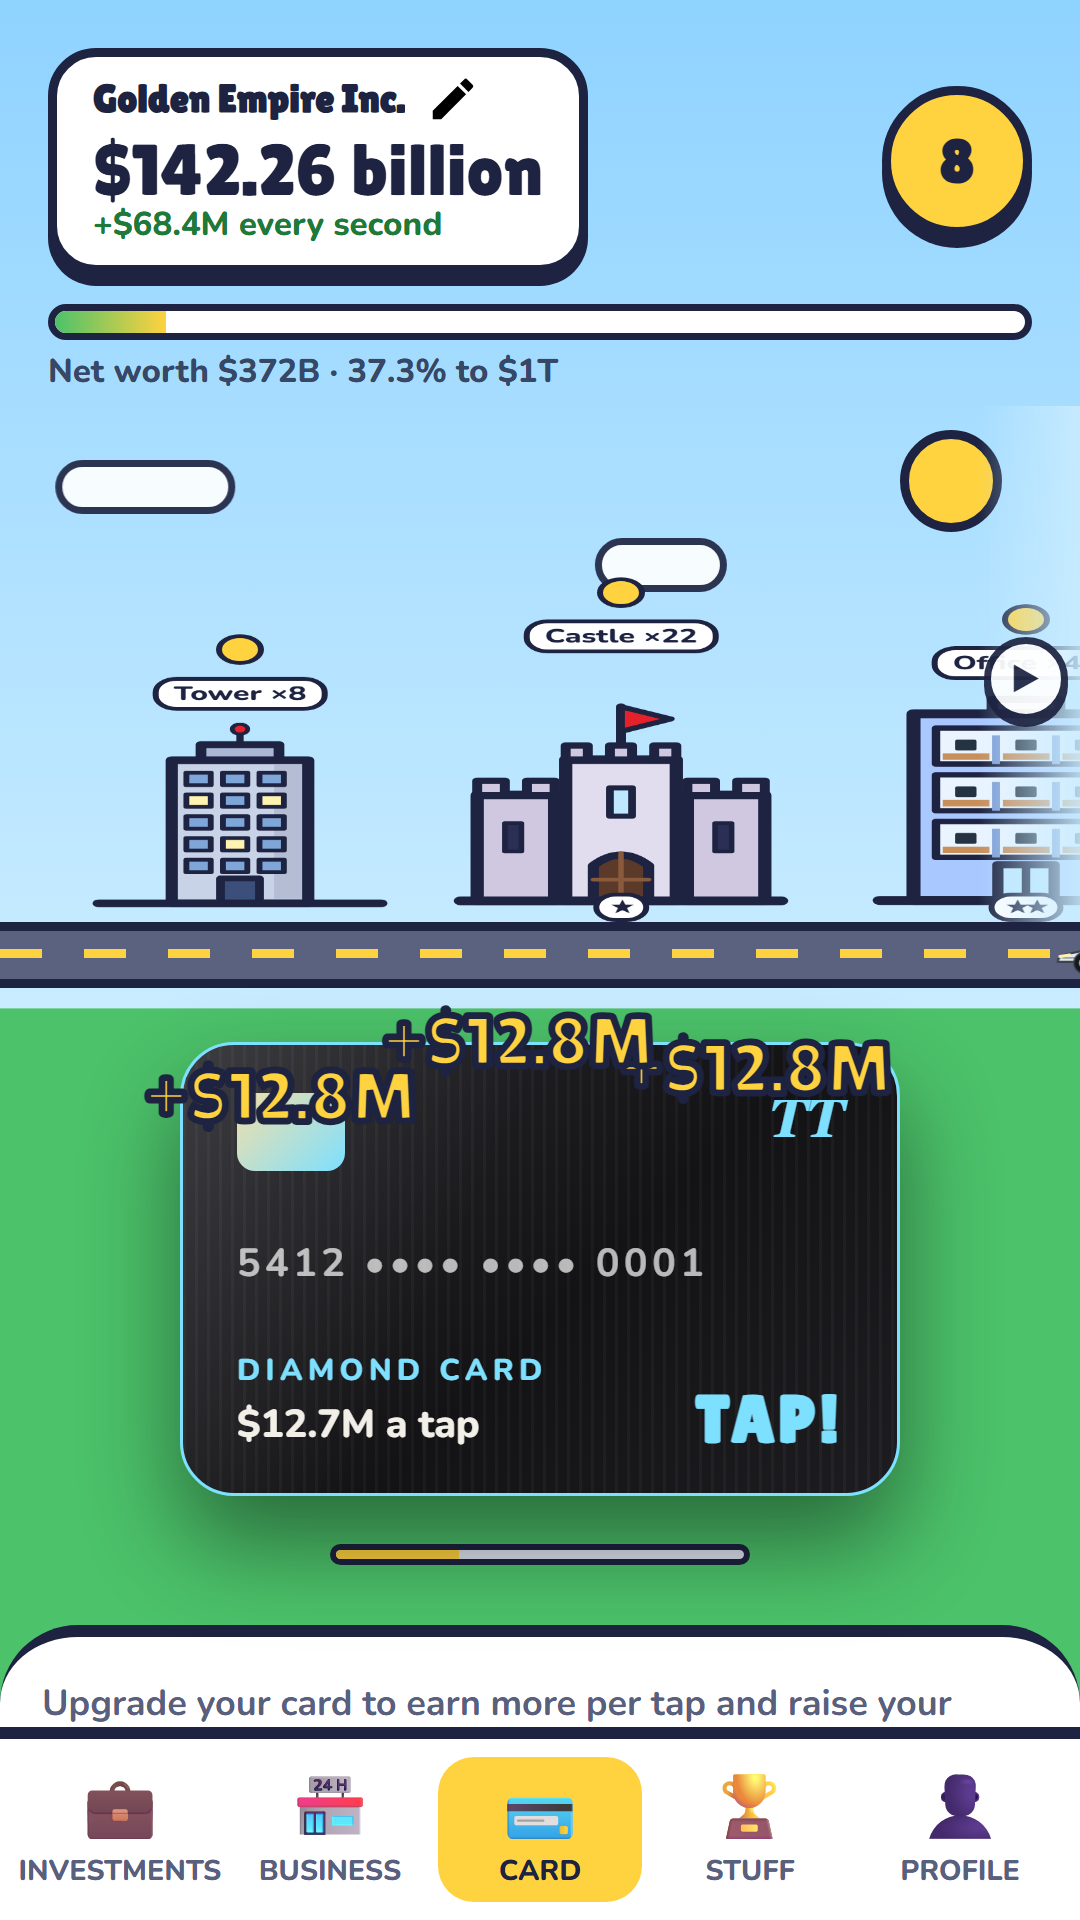 Golden Empire Inc.
$142.26 billion
+$68.4M every second
8
Net worth $372B · 37.3% to $1T
Castle ×22
Tower ×8
+$12.8M
+$12.8M
+$12.8M
TT
5412 •••• •••• 0001
DIAMOND CARD
$12.7M a tap
TAP!
Upgrade your card to earn more per tap and raise your
24 H
INVESTMENTS
BUSINESS
CARD
STUFF
PROFILE